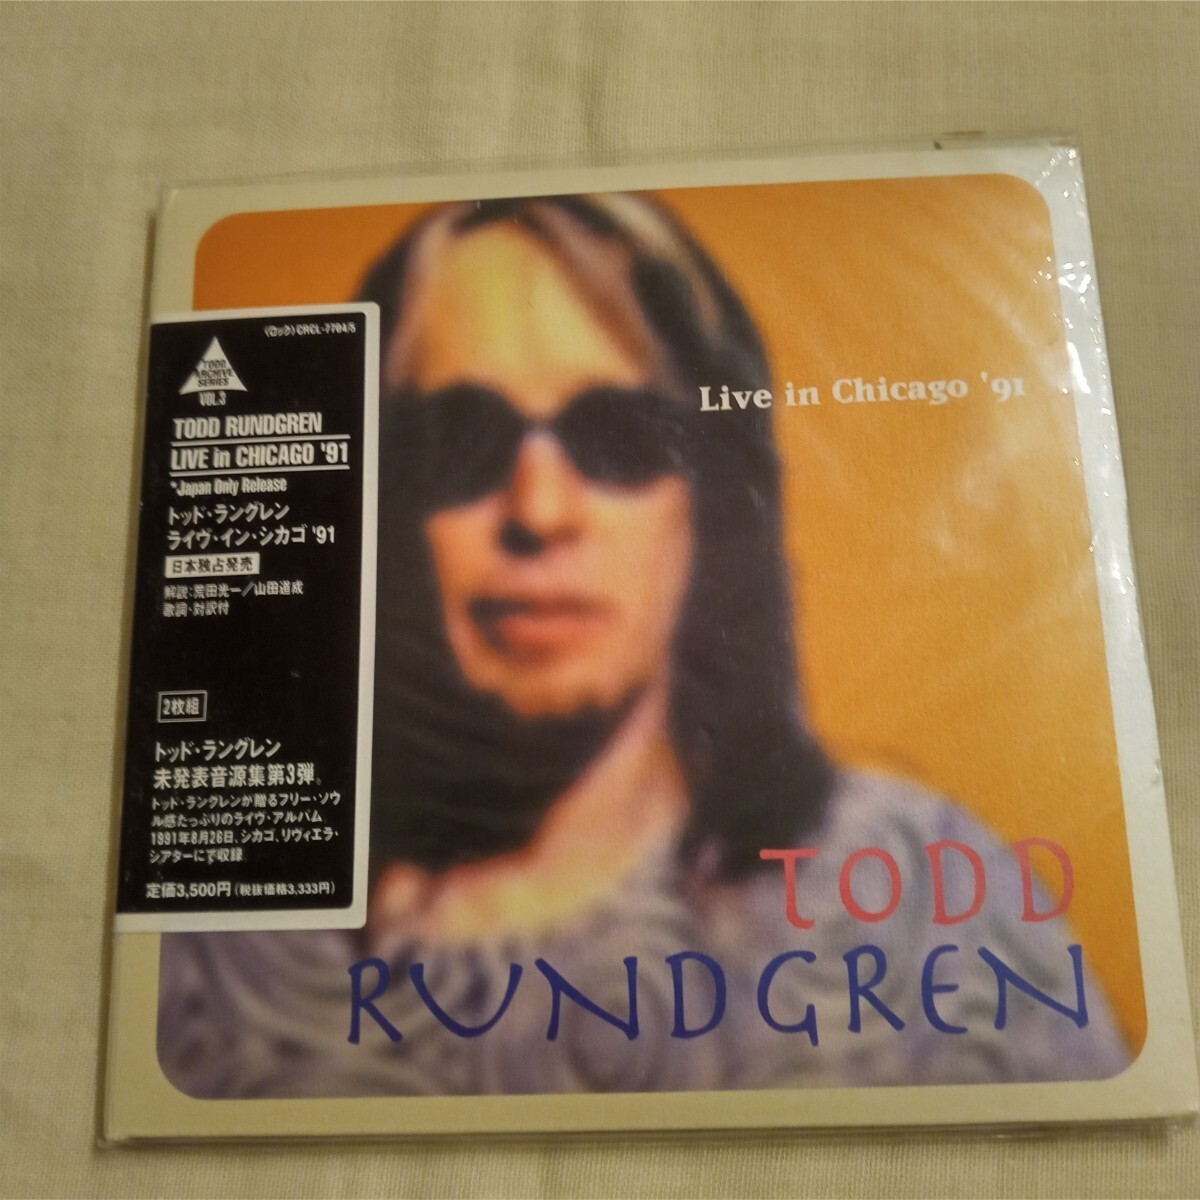 (ロック) CRCL-7704/5
TODD
ARCHIVE
SERIES
VOL.3
TODD RUNDGREN
LIVE in CHICAGO '91
*Japan Only Release
トッド・ラングレン
ライヴ・イン・シカゴ '91
日本独占発売
解説:荒田光一/山田道成
歌詞・対訳付
2枚組
トッド・ラングレン
未発表音源集第3弾。
トッド・ラングレンが贈るフリー・ソウ
ル感たっぷりのライヴ・アルバム
1991年8月26日、シカゴ、リヴィエラ・
シアターにて収録
定価3,500円 (税抜価格3,333円)
Live in Chicago '91
TODD
RUNDGREN